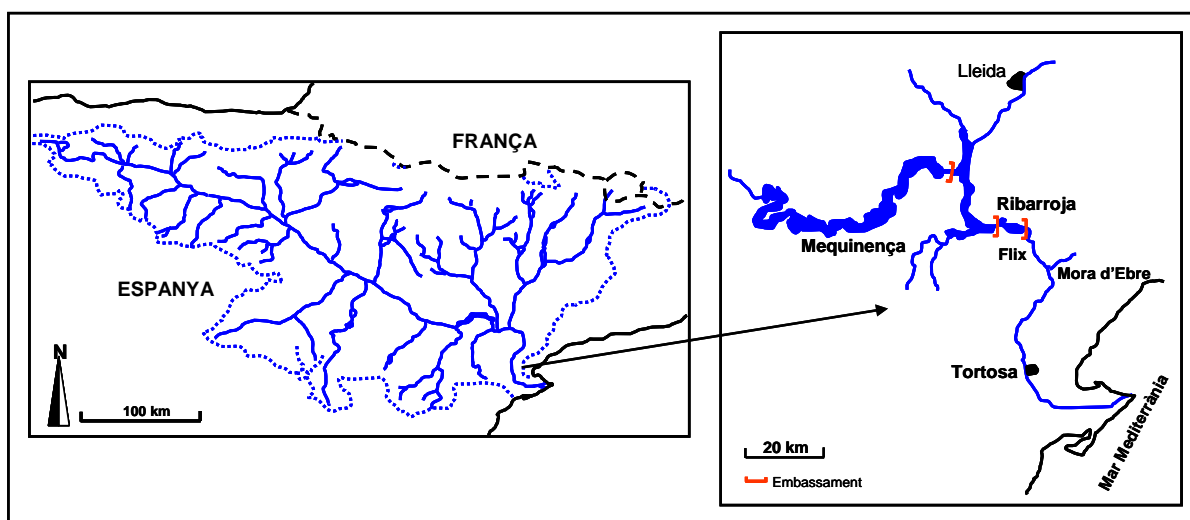 FRANÇA
ESPANYA
N
100 km
Lleida
Ribarroja
Mequinença
Flix
Mora d'Ebre
Tortosa
Mar Mediterrània
20 km
Embassament